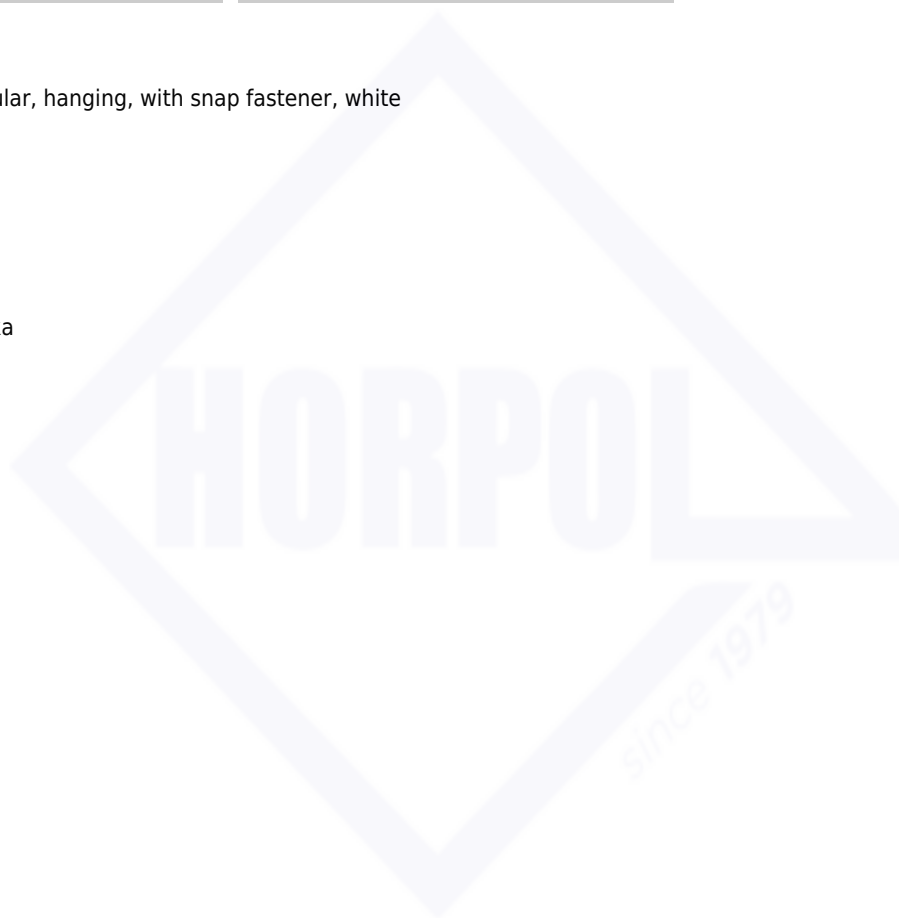 ular, hanging, with snap fastener, white
a
HORPOL
since 1979